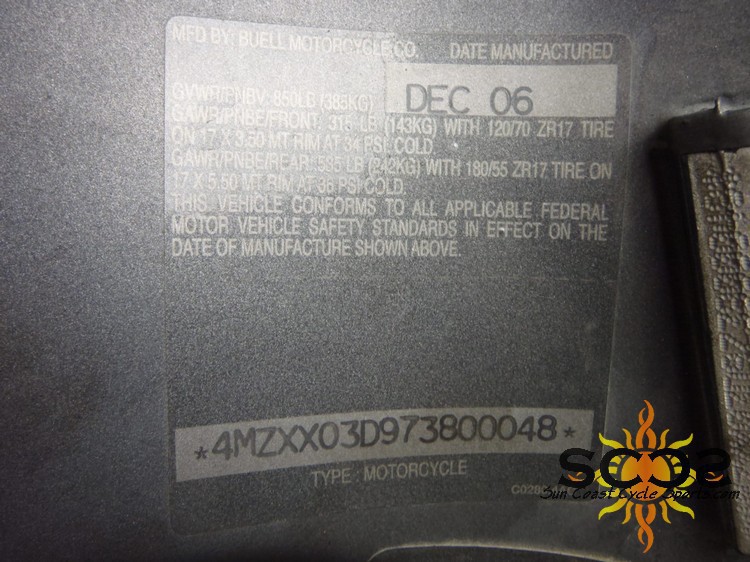 MFD BY: BUELL MOTORCYCLE CO. DATE MANUFACTURED
DEC 06
GVWR/PNBV: 850LB (385KG)
GAWR/PNBE/FRONT: 315 LB (143KG) WITH 120/70 ZR17 TIRE
ON 17 X 3.50 MT RIM AT 34 PSI/COLD.
GAWR/PNBE/REAR: 535 LB (242KG) WITH 180/55 ZR17 TIRE ON
17 X 5.50 MT RIM AT 36 PSI/COLD.
THIS VEHICLE CONFORMS TO ALL APPLICABLE FEDERAL
MOTOR VEHICLE SAFETY STANDARDS IN EFFECT ON THE
DATE OF MANUFACTURE SHOWN ABOVE.
*4MZXX03D973800048*
TYPE: MOTORCYCLE
SCCS
Sun Coast Cycle Sports.com